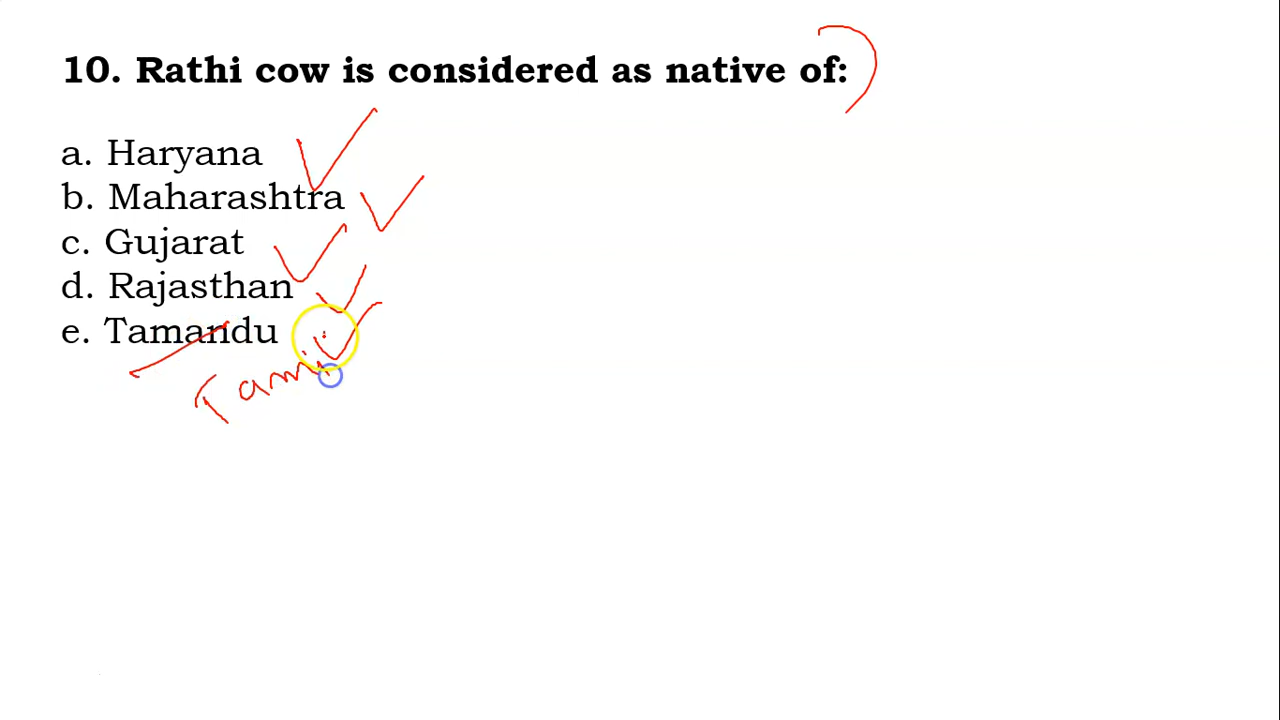 10. Rathi cow is considered as native of:
a. Haryana
b. Maharashtra
c. Gujarat
d. Rajasthan
e. Tamandu
Tamil